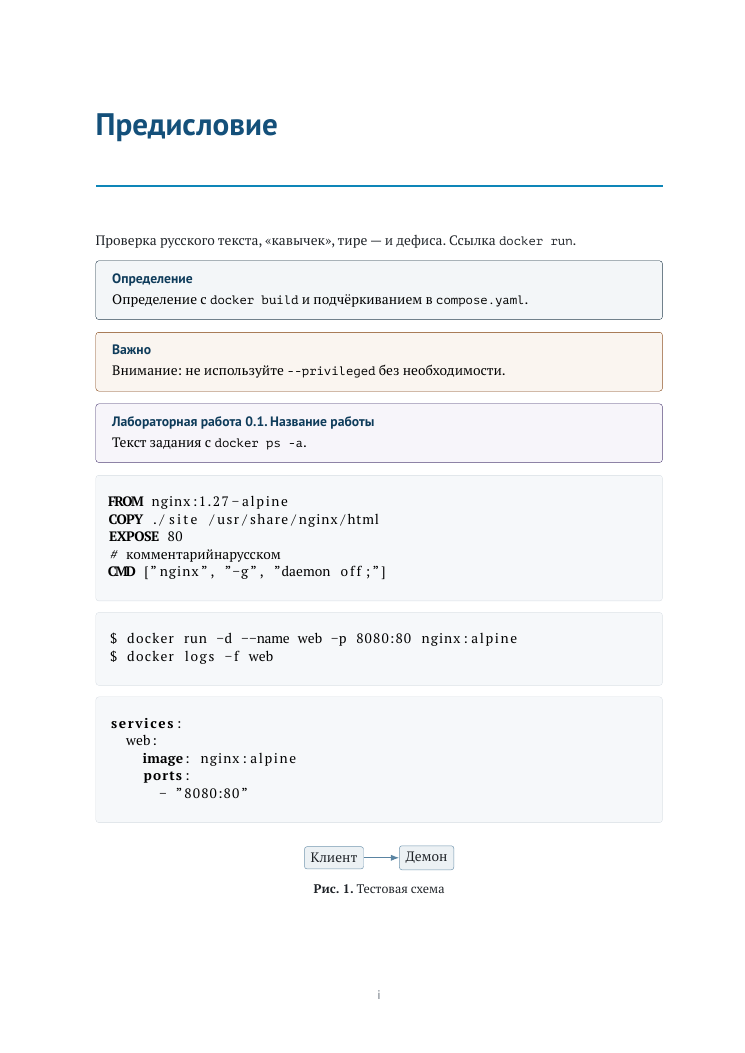 Предисловие
Проверка русского текста, «кавычек», тире — и дефиса. Ссылка docker run.
Определение
Определение с docker build и подчёркиванием в compose.yaml.
Важно
Внимание: не используйте --privileged без необходимости.
Лабораторная работа 0.1. Название работы
Текст задания с docker ps -a.
FROM nginx:1.27−alpine
COPY ./site /usr/share/nginx/html
EXPOSE 80
# комментарийнарусском
CMD ["nginx", "−g", "daemon off;"]
$ docker run −d −−name web −p 8080:80 nginx:alpine
$ docker logs −f web
services:
  web:
    image: nginx:alpine
    ports:
      − "8080:80"
Клиент Демон
Рис. 1. Тестовая схема
i